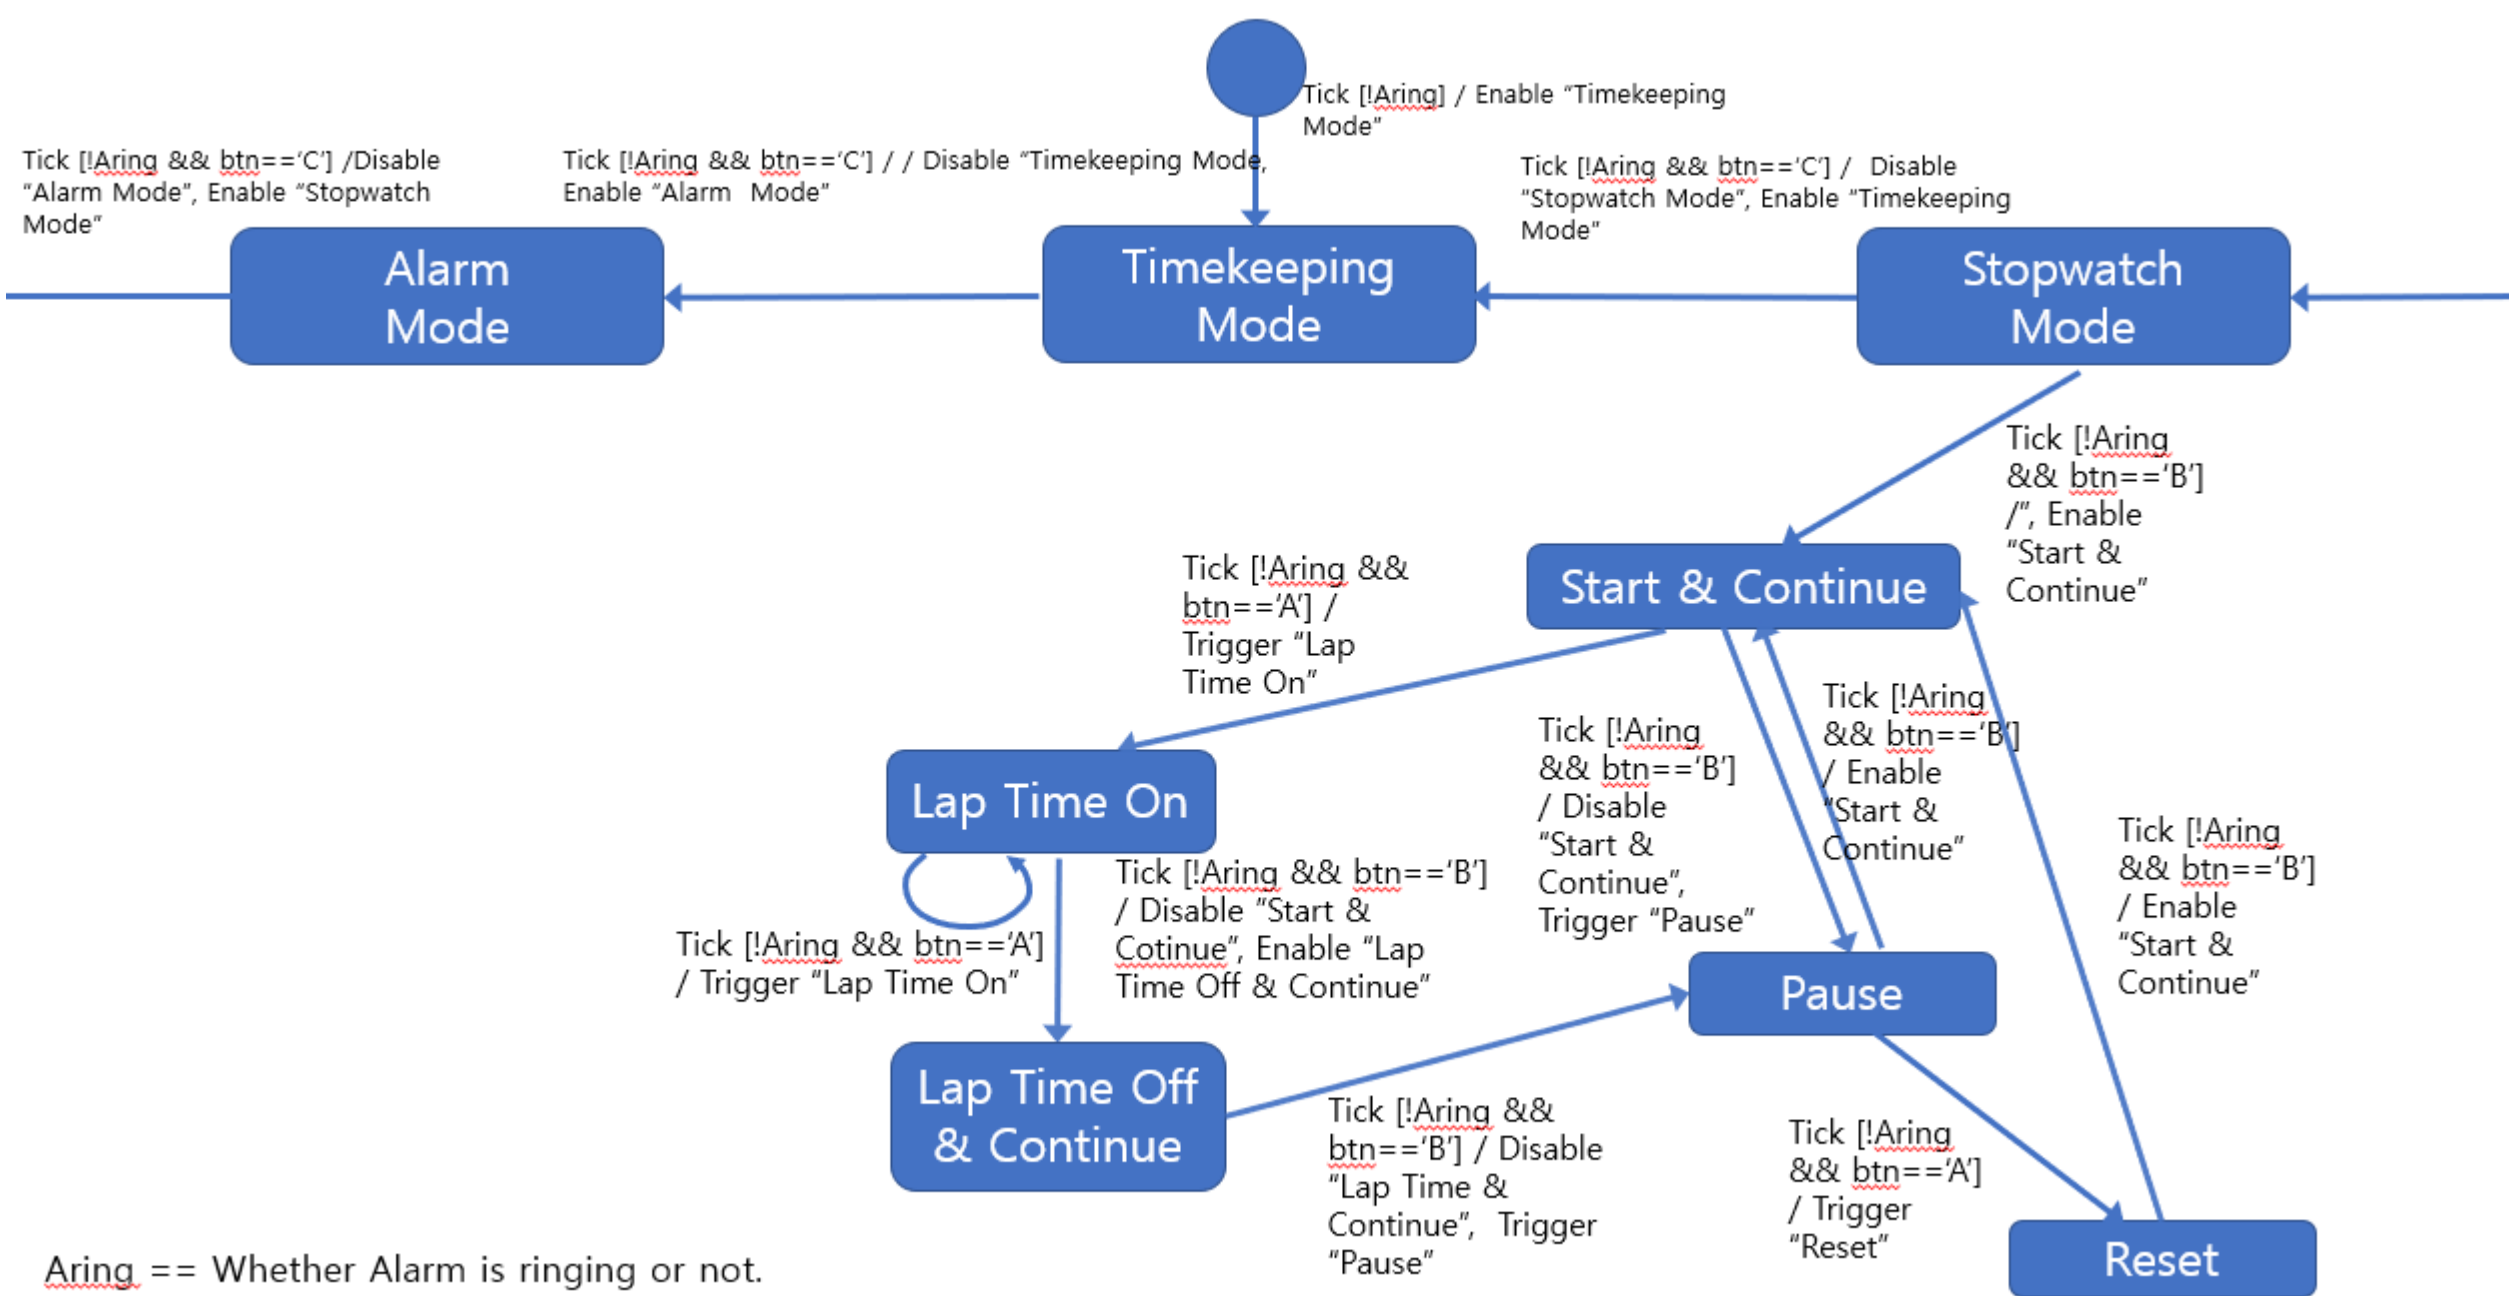 Tick [!Aring] / Enable “Timekeeping
Mode”
Tick [!Aring && btn==‘C’] /Disable
“Alarm Mode”, Enable “Stopwatch
Mode”
Tick [!Aring && btn==‘C’] / / Disable “Timekeeping Mode,
Enable “Alarm  Mode”
Tick [!Aring && btn==‘C’] /  Disable
“Stopwatch Mode”, Enable “Timekeeping
Mode”
Alarm
Mode
Timekeeping
Mode
Stopwatch
Mode
Tick [!Aring
&& btn==‘B’]
/”, Enable
“Start &
Continue”
Start & Continue
Tick [!Aring &&
btn==‘A’] /
Trigger “Lap
Time On”
Tick [!Aring
&& btn==‘B’]
/ Disable
“Start &
Continue”,
Trigger “Pause”
Tick [!Aring
&& btn==‘B’]
/ Enable
“Start &
Continue”
Tick [!Aring
&& btn==‘B’]
/ Enable
“Start &
Continue”
Lap Time On
Tick [!Aring && btn==‘A’]
/ Trigger “Lap Time On”
Tick [!Aring && btn==‘B’]
/ Disable “Start &
Cotinue”, Enable “Lap
Time Off & Continue”
Pause
Lap Time Off
& Continue
Tick [!Aring &&
btn==‘B’] / Disable
“Lap Time &
Continue”,  Trigger
“Pause”
Tick [!Aring
&& btn==‘A’]
/ Trigger
“Reset”
Reset
Aring == Whether Alarm is ringing or not.